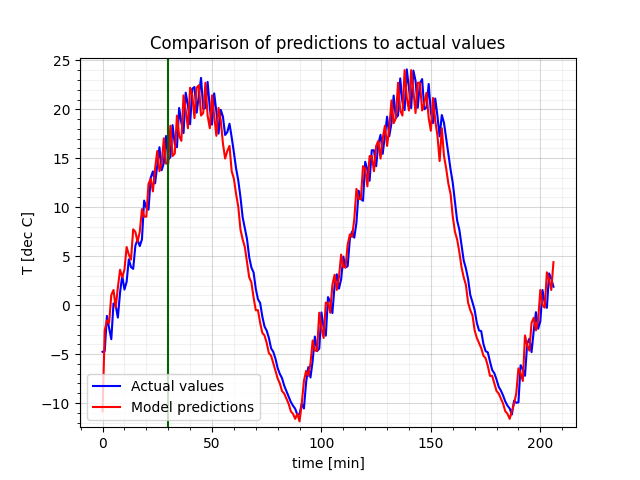 Comparison of predictions to actual values
T [dec C]
25
20
15
10
5
0
−5
−10
Actual values
Model predictions
0 50 100 150 200
time [min]